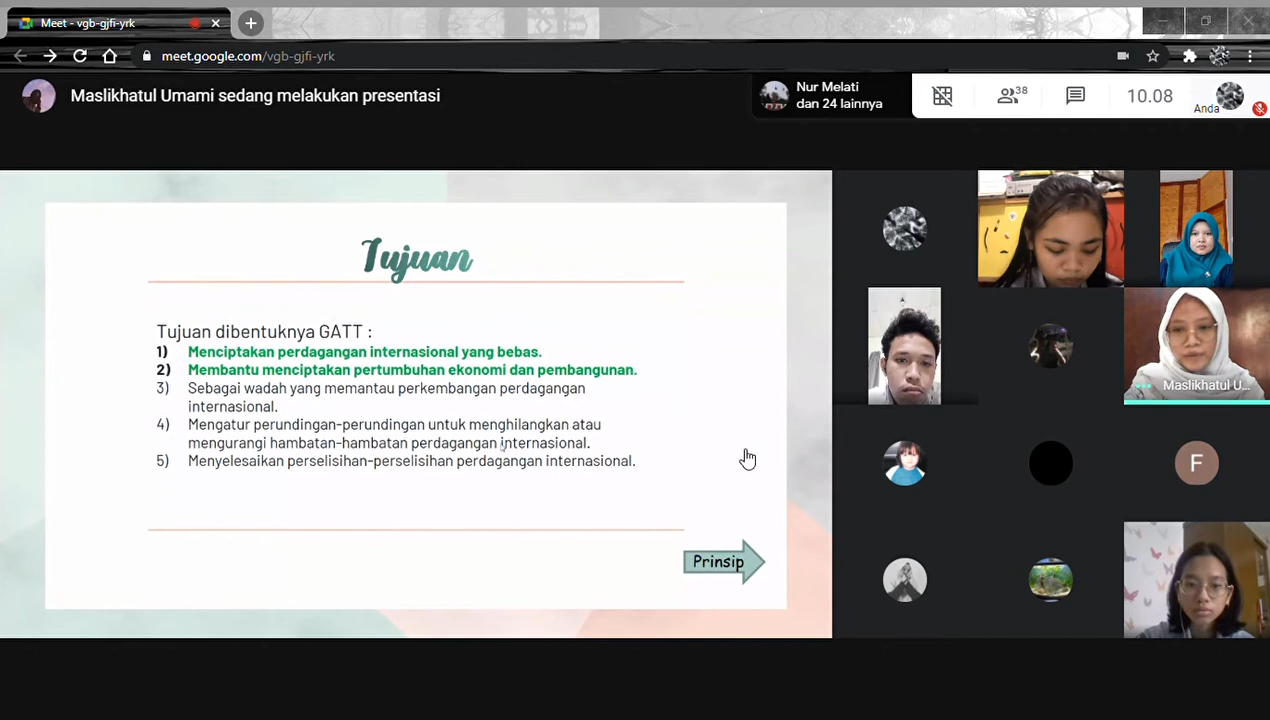 Meet - vgb-gjfi-yrk
meet.google.com/vgb-gjfi-yrk
Maslikhatul Umami sedang melakukan presentasi
Nur Melati
dan 24 lainnya
38
10.08
Anda
Tujuan
Tujuan dibentuknya GATT :
1) Menciptakan perdagangan internasional yang bebas.
2) Membantu menciptakan pertumbuhan ekonomi dan pembangunan.
3) Sebagai wadah yang memantau perkembangan perdagangan
internasional.
4) Mengatur perundingan-perundingan untuk menghilangkan atau
mengurangi hambatan-hambatan perdagangan internasional.
5) Menyelesaikan perselisihan-perselisihan perdagangan internasional.
Prinsip
Maslikhatul U...
F